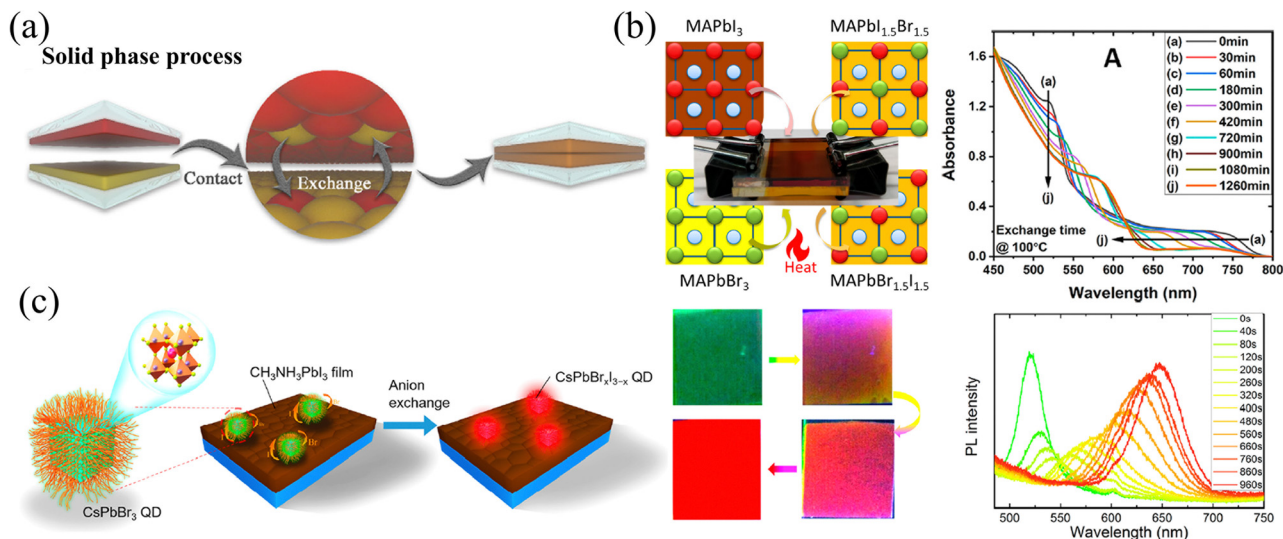 (a)
Solid phase process
Contact
Exchange
(b)
MAPbI3
MAPbI1.5Br1.5
MAPbBr3
Heat
MAPbBr1.5I1.5
A
Absorbance
1.6
1.2
0.8
0.4
0.0
(a)
(j)
(j)
(a)
Exchange time
@ 100°C
(a) 0min
(b) 30min
(c) 60min
(d) 180min
(e) 300min
(f) 420min
(g) 720min
(h) 900min
(i) 1080min
(j) 1260min
450 500 550 600 650 700 750 800
Wavelength (nm)
(c)
CsPbBr3 QD
CH3NH3PbI3 film
Br
Anion
exchange
CsPbBrxI3−x QD
PL intensity
0s
40s
80s
120s
200s
260s
320s
400s
480s
560s
660s
760s
860s
960s
500 550 600 650 700 750
Wavelength (nm)